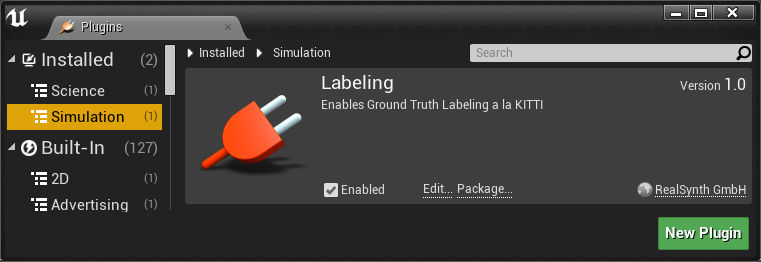 Plugins
Installed (2)
Science (1)
Simulation (1)
Built-In (127)
2D (1)
Advertising (1)
Installed Simulation
Search
Labeling
Version 1.0
Enables Ground Truth Labeling a la KITTI
Enabled Edit... Package... RealSynth GmbH
New Plugin